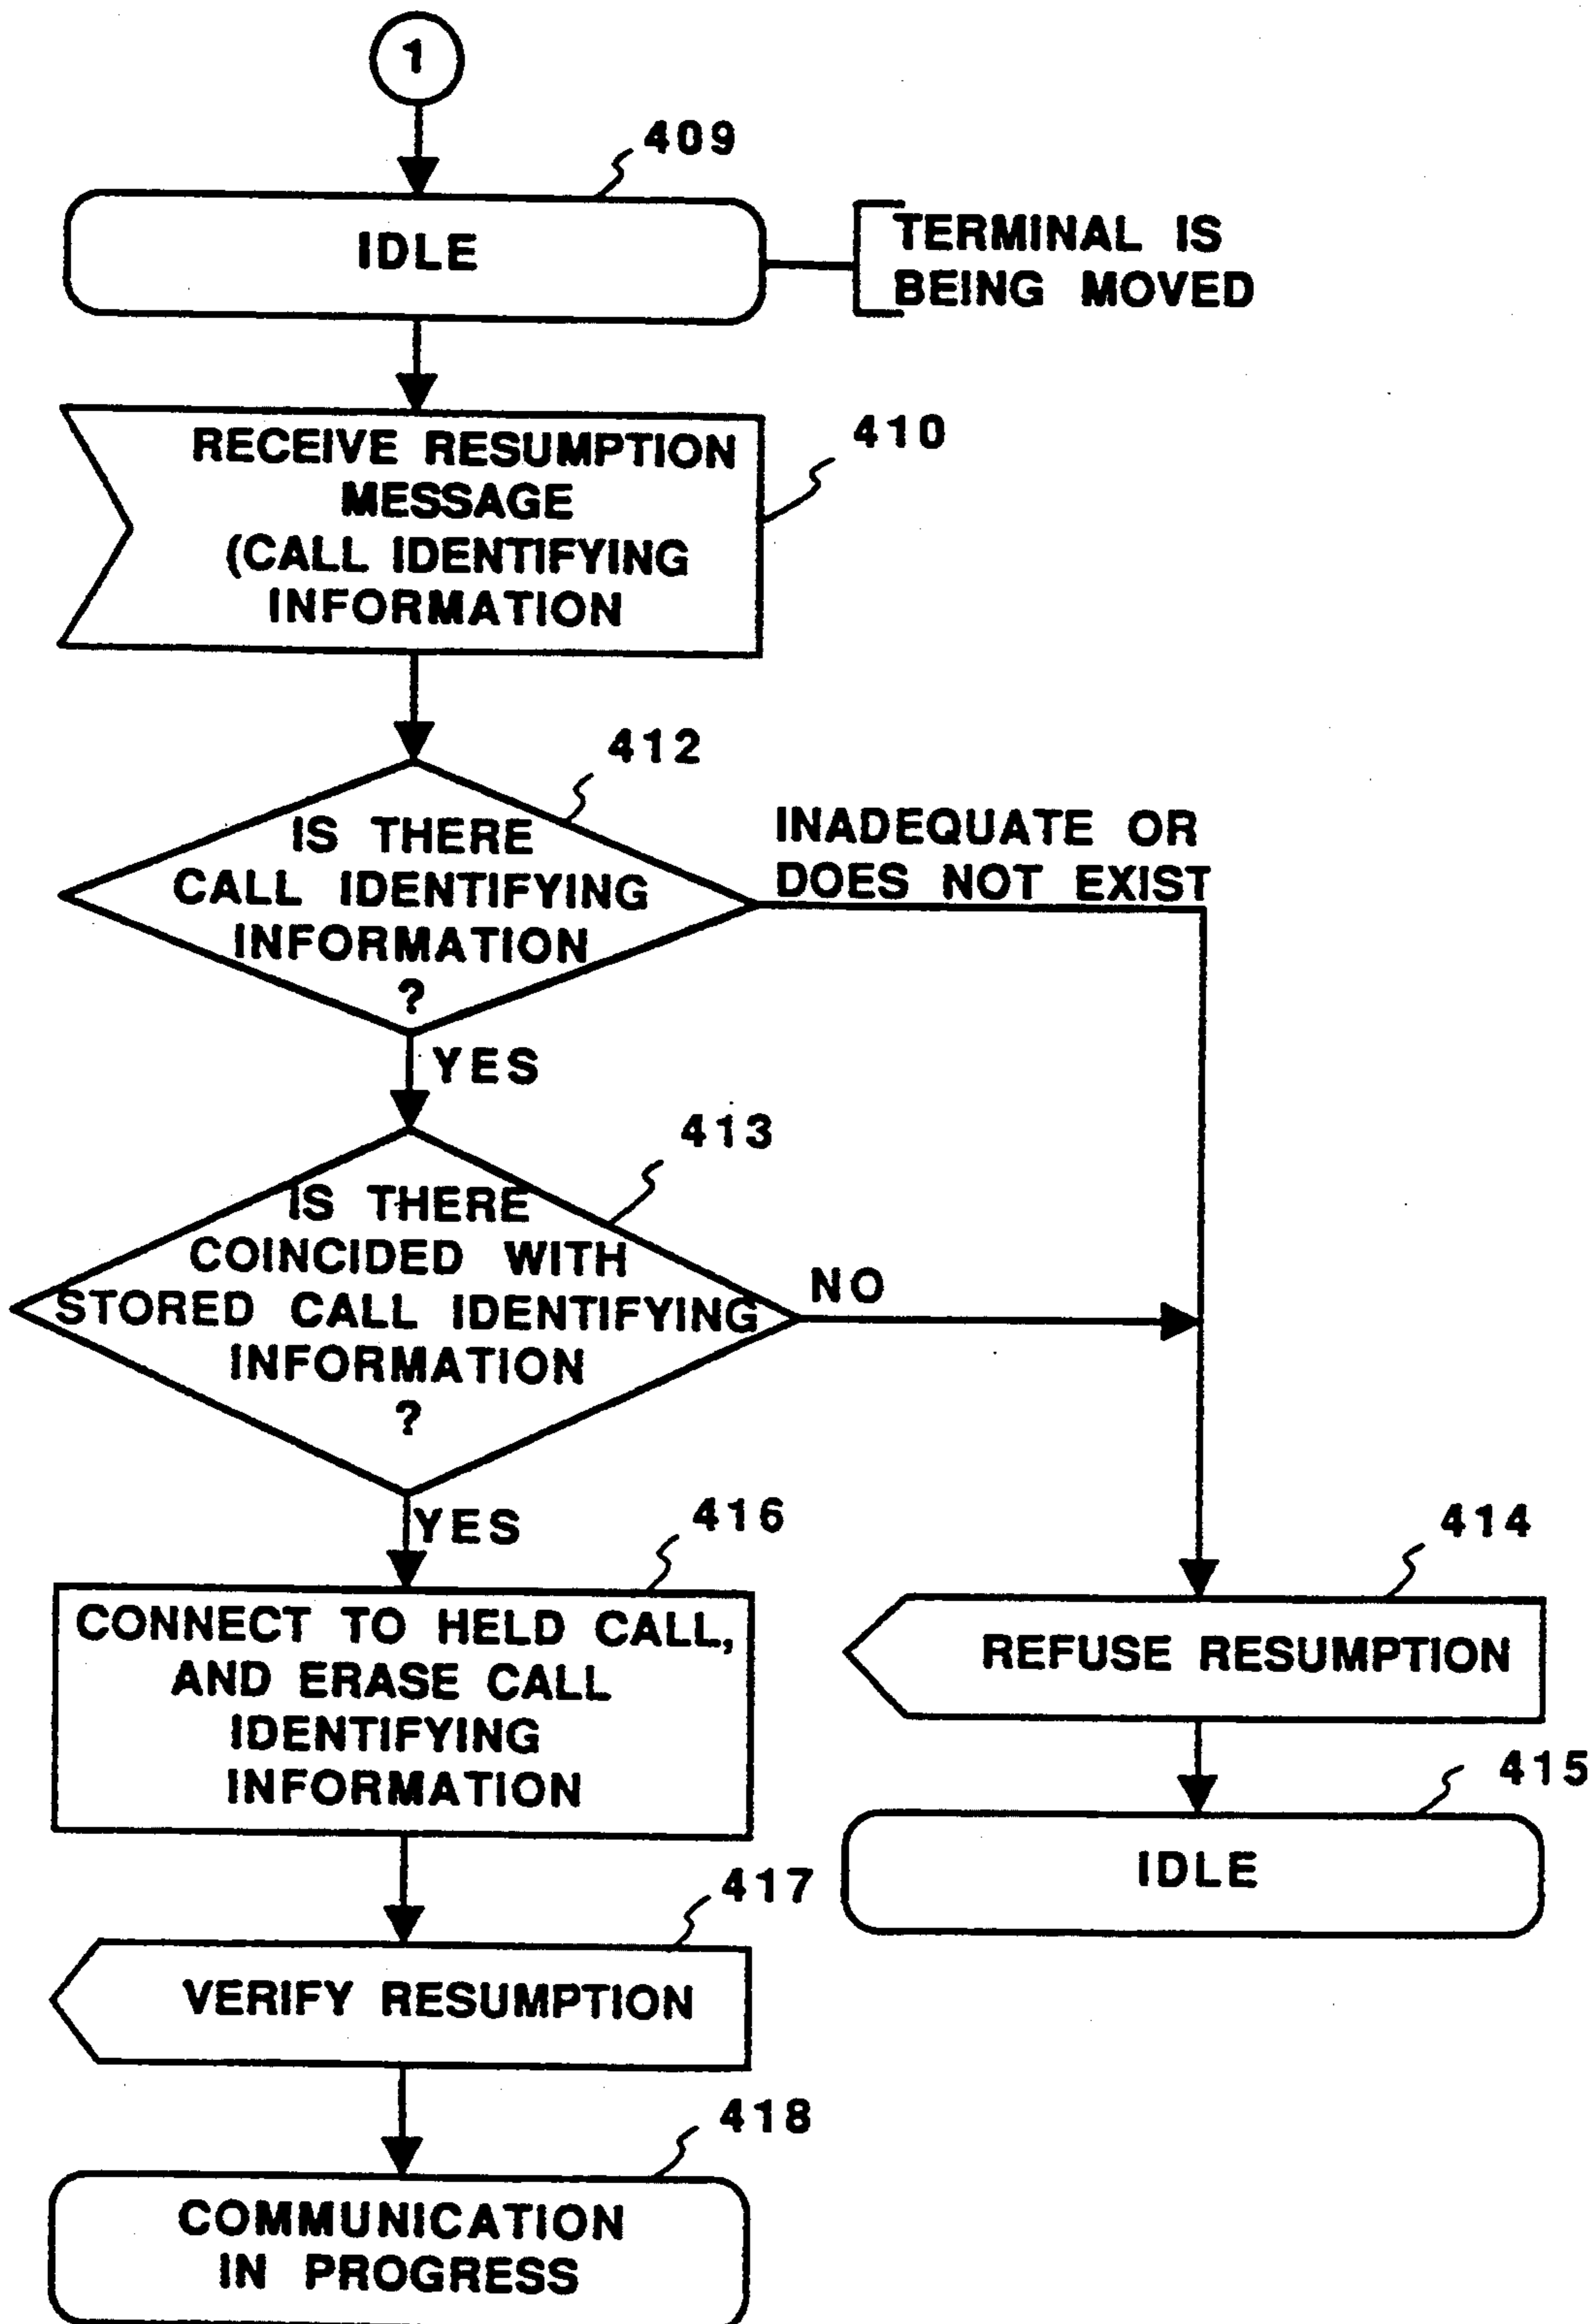 1
409
IDLE
TERMINAL IS
BEING MOVED
RECEIVE RESUMPTION
MESSAGE
(CALL IDENTIFYING
INFORMATION
410
412
IS THERE
CALL IDENTIFYING
INFORMATION
?
INADEQUATE OR
DOES NOT EXIST
YES
413
IS THERE
COINCIDED WITH
STORED CALL IDENTIFYING
INFORMATION
?
NO
YES
416
CONNECT TO HELD CALL,
AND ERASE CALL
IDENTIFYING
INFORMATION
414
REFUSE RESUMPTION
415
IDLE
417
VERIFY RESUMPTION
418
COMMUNICATION
IN PROGRESS